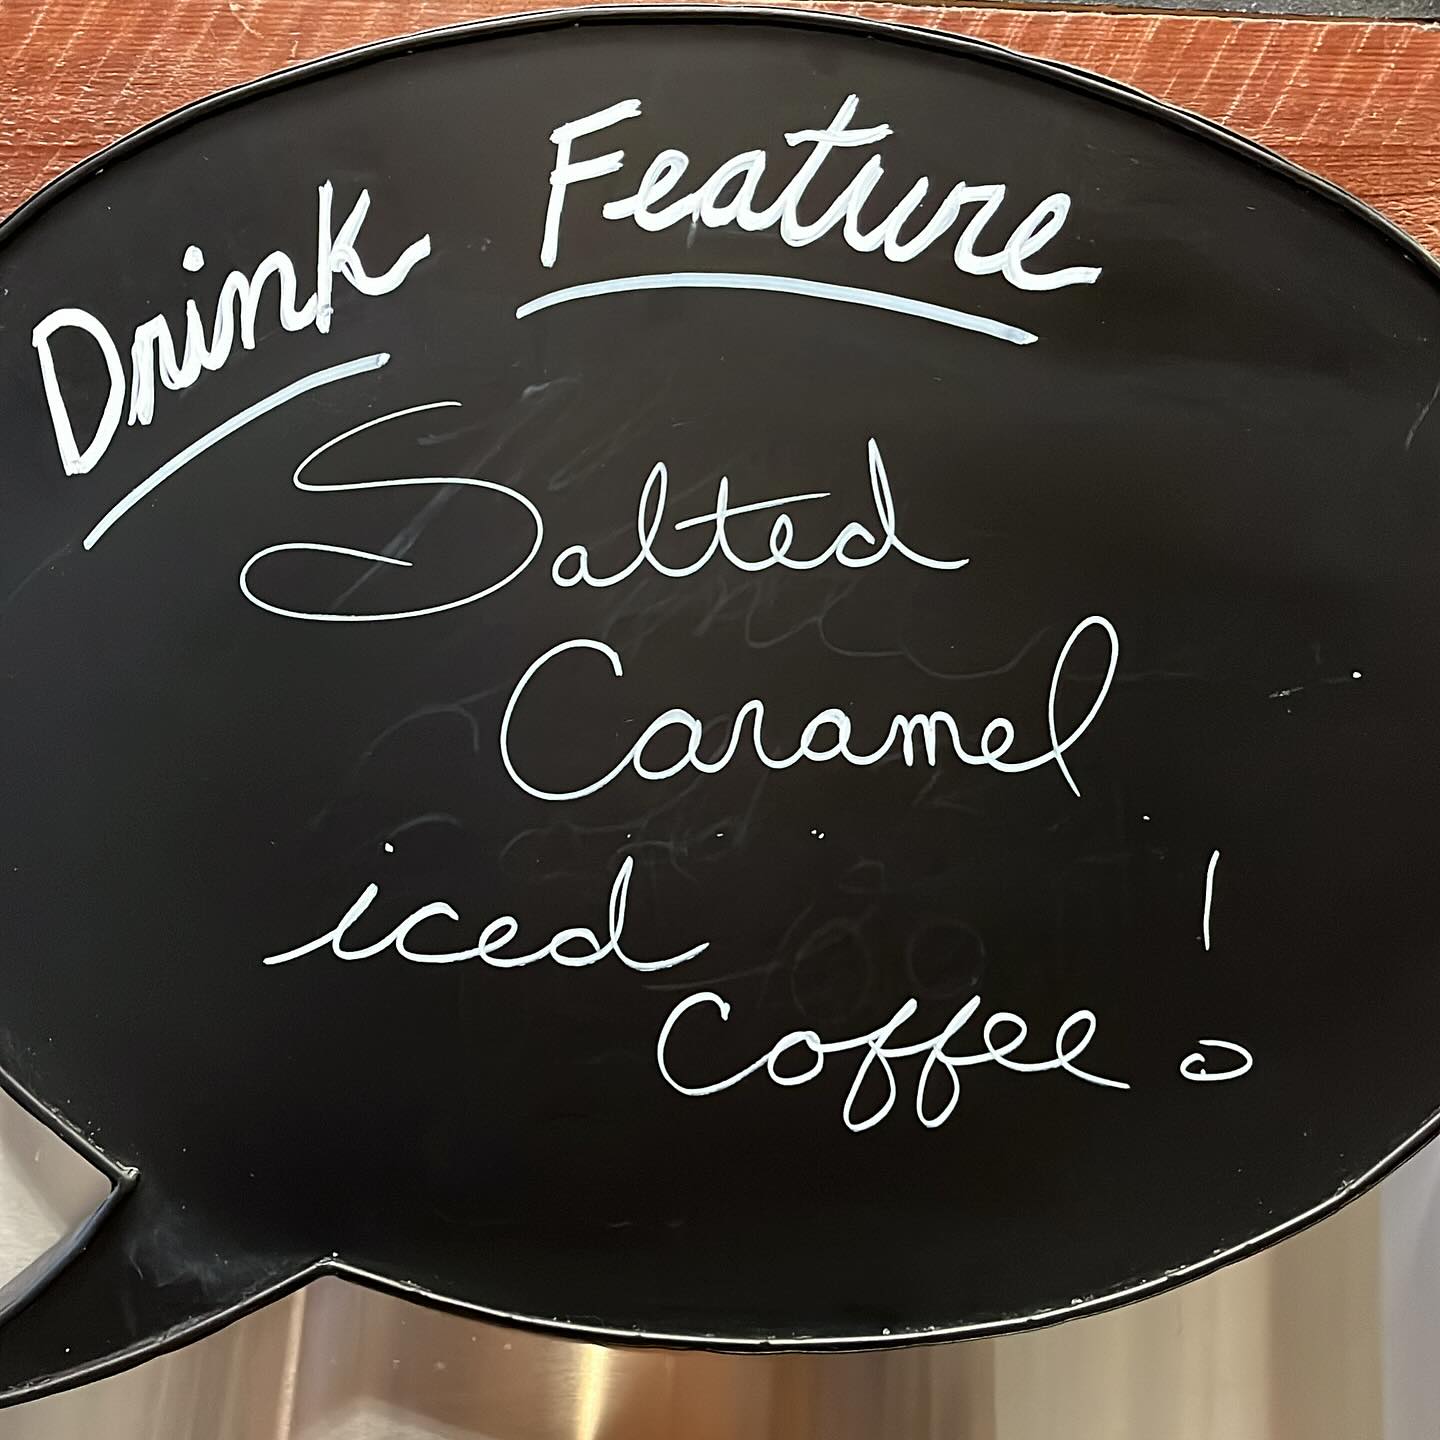 Drink Feature
Salted
Caramel
iced
Coffee!